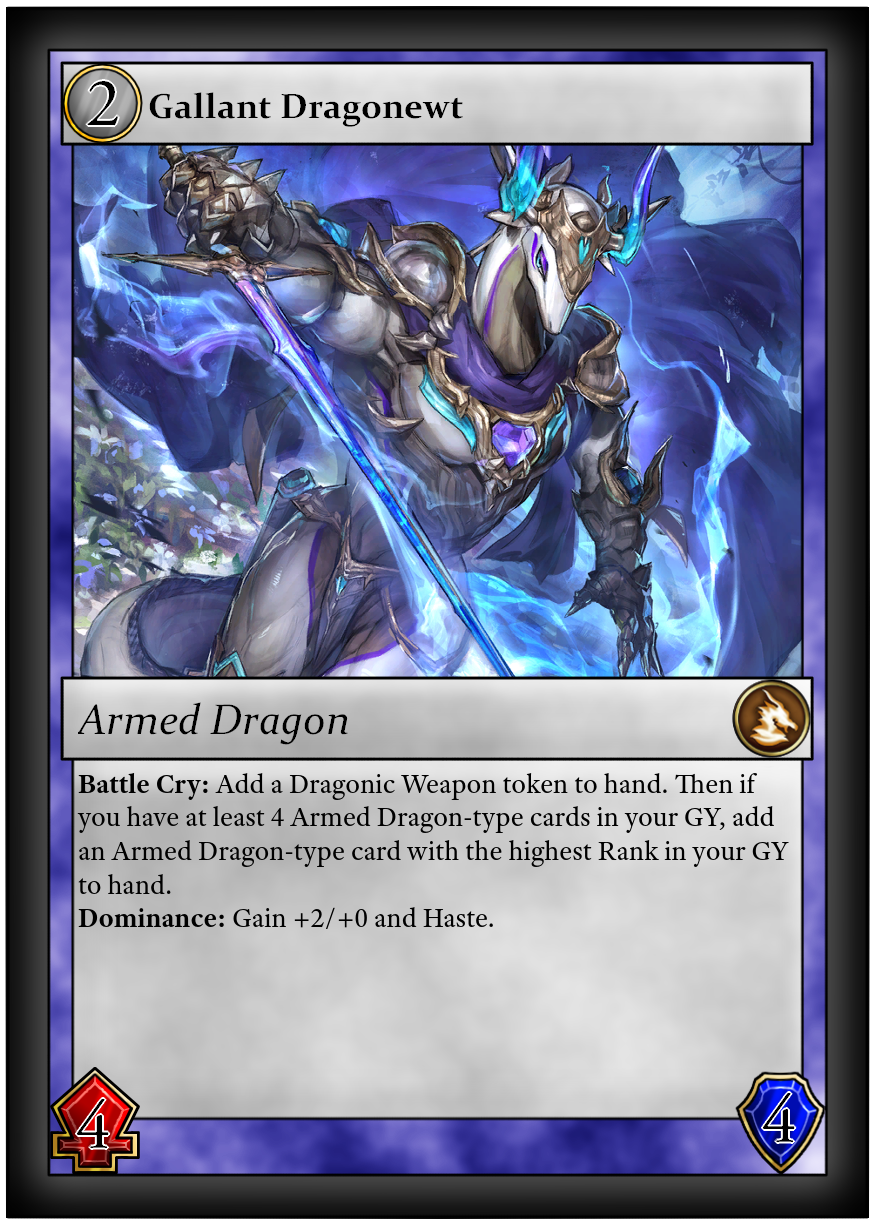 2
Gallant Dragonewt
Armed Dragon
Battle Cry: Add a Dragonic Weapon token to hand. Then if
you have at least 4 Armed Dragon-type cards in your GY, add
an Armed Dragon-type card with the highest Rank in your GY
to hand.
Dominance: Gain +2/+0 and Haste.
4
4